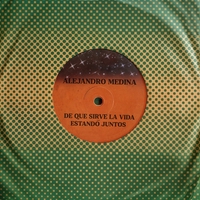 ALEJANDRO MEDINA
DE QUE SIRVE LA VIDA
ESTANDO JUNTOS